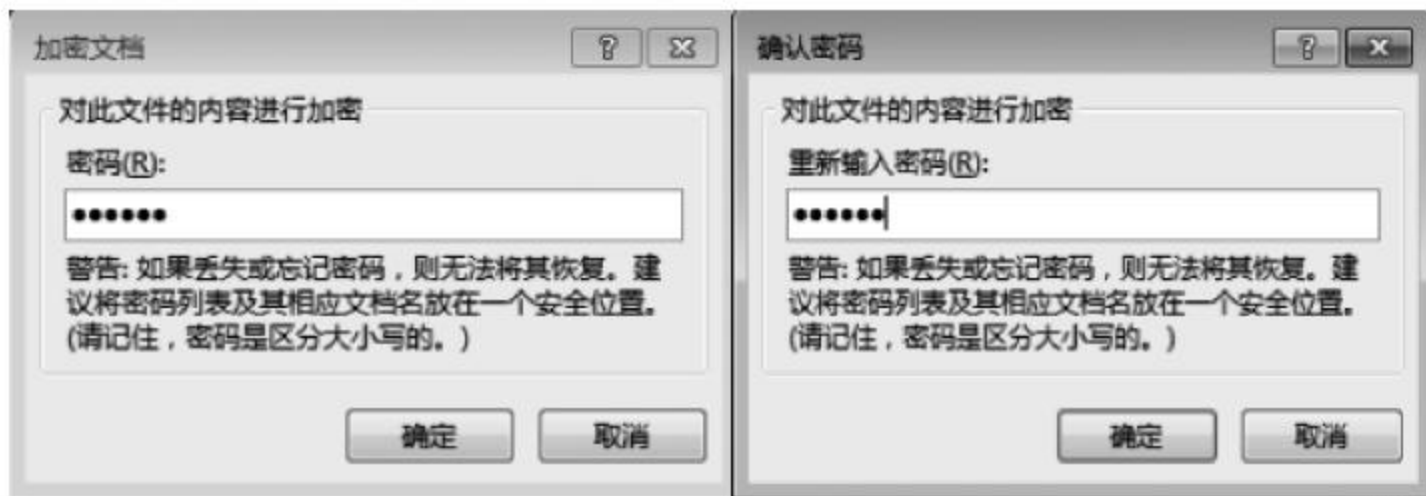 加密文档
对此文件的内容进行加密
密码(R):
••••••
警告: 如果丢失或忘记密码，则无法将其恢复。建
议将密码列表及其相应文档名放在一个安全位置。
(请记住，密码是区分大小写的。)
确定 取消
确认密码
对此文件的内容进行加密
重新输入密码(R):
••••••
警告: 如果丢失或忘记密码，则无法将其恢复。建
议将密码列表及其相应文档名放在一个安全位置。
(请记住，密码是区分大小写的。)
确定 取消